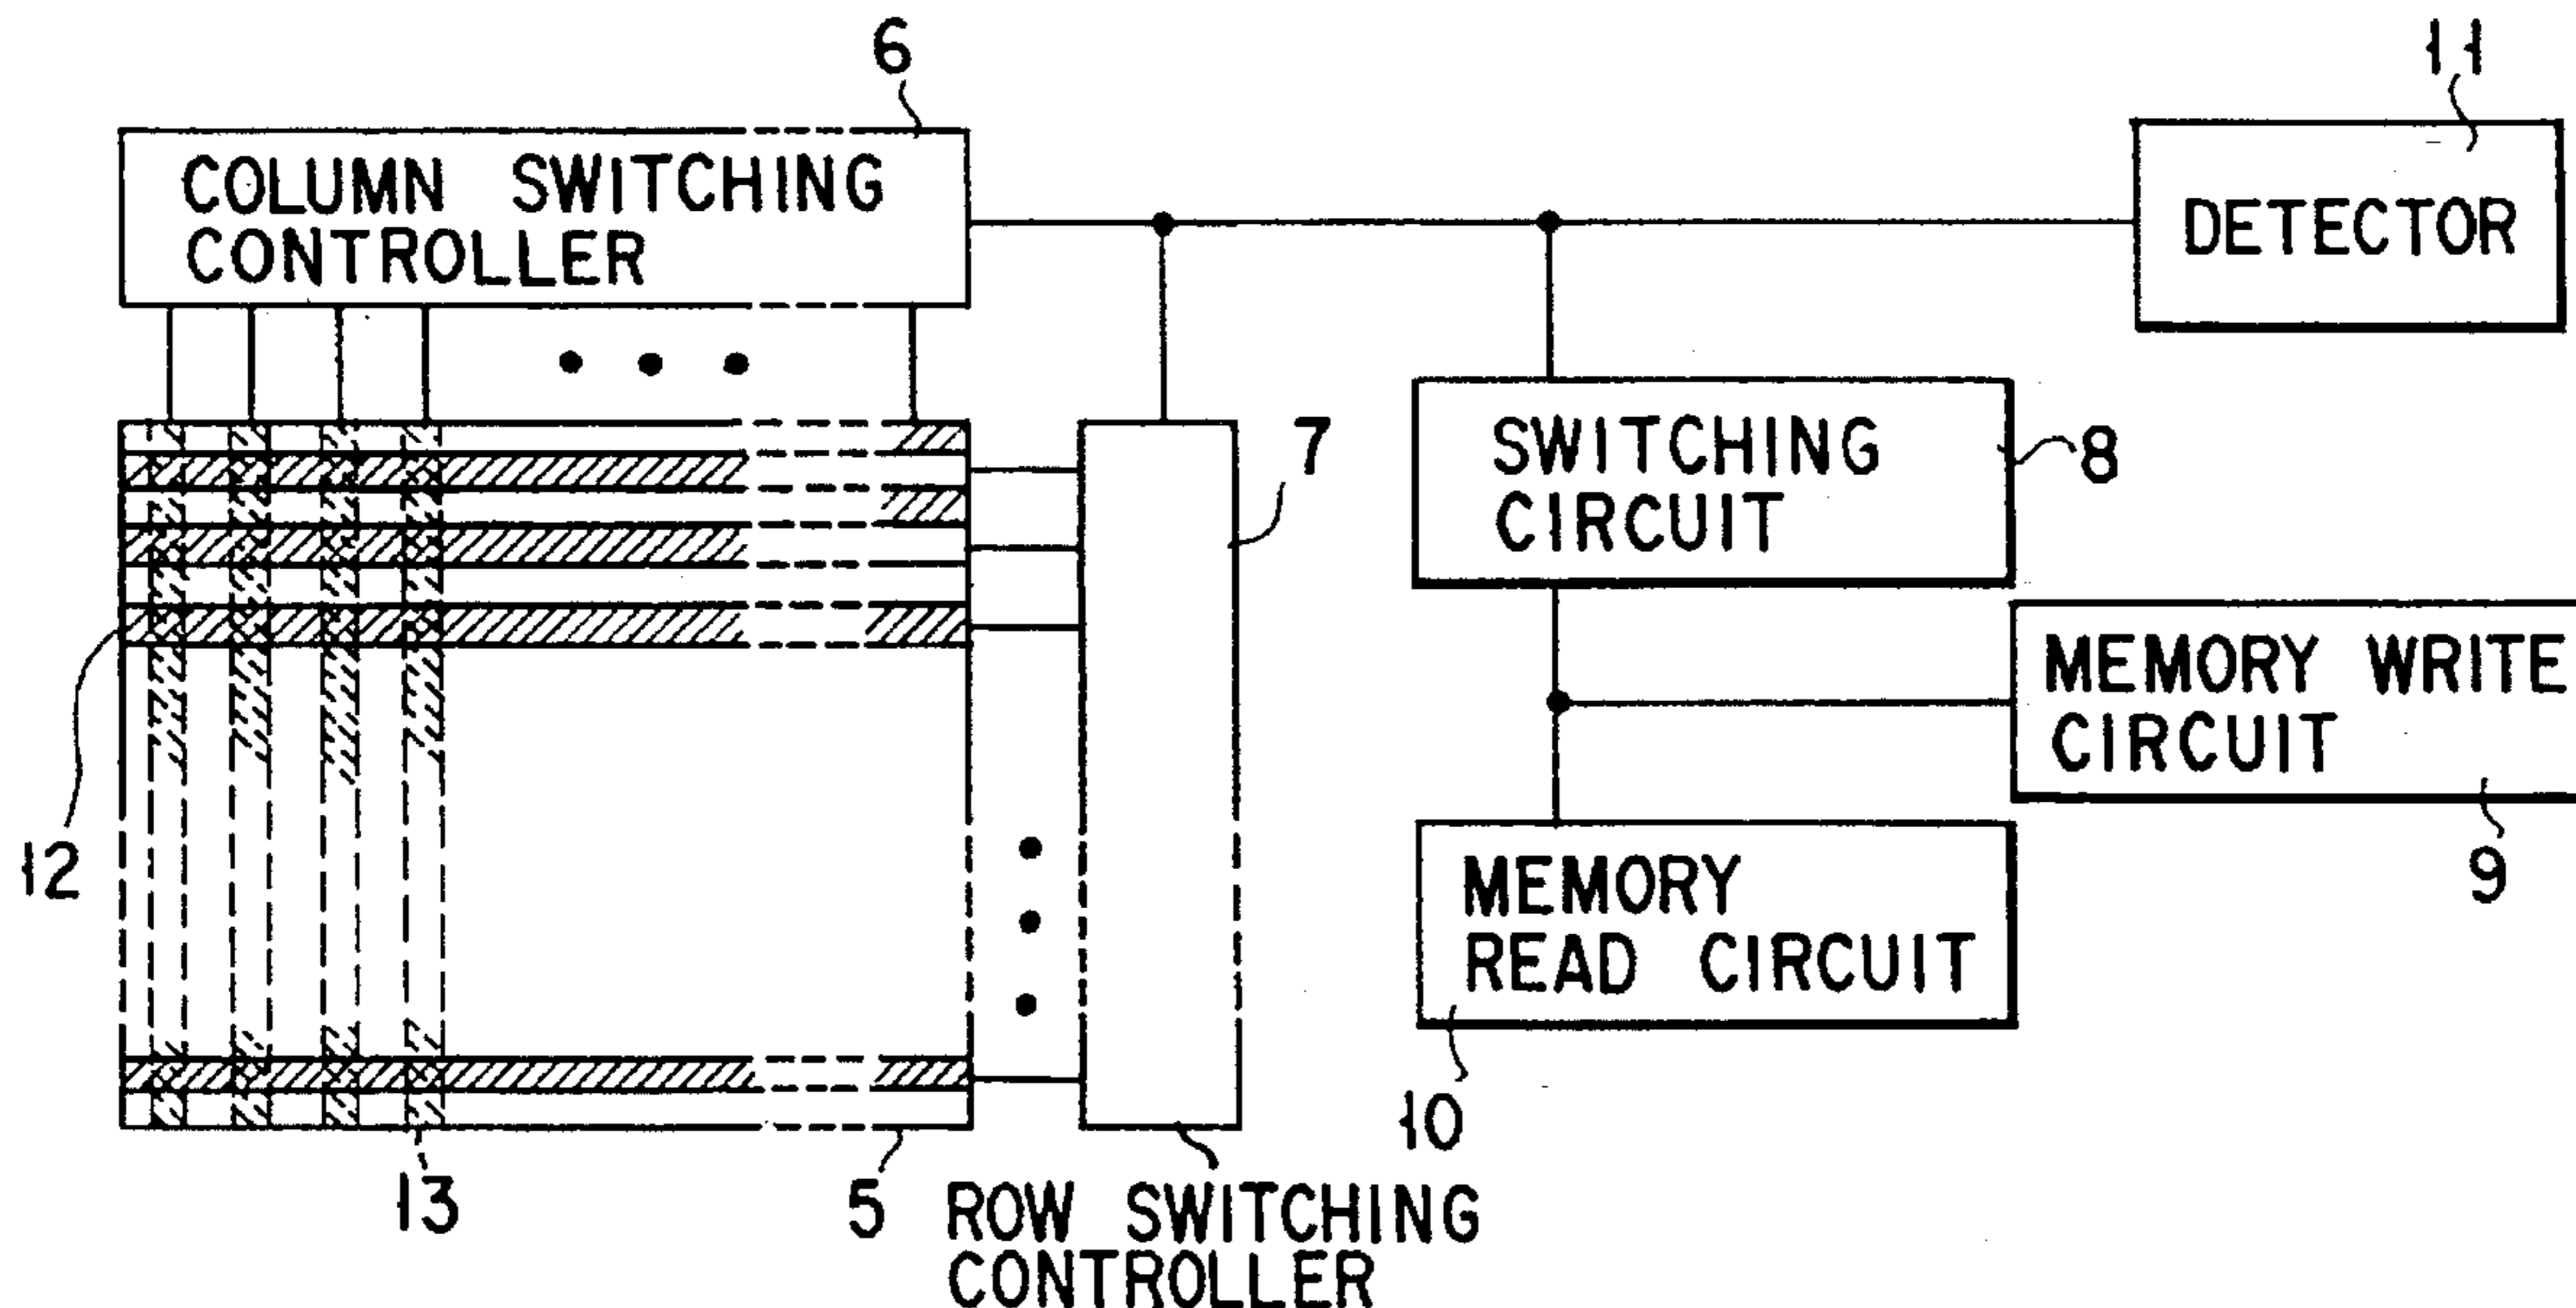 6
11
COLUMN SWITCHING
CONTROLLER
DETECTOR
7
SWITCHING
CIRCUIT
8
MEMORY WRITE
CIRCUIT
9
12
MEMORY
READ CIRCUIT
10
13
5
ROW SWITCHING
CONTROLLER